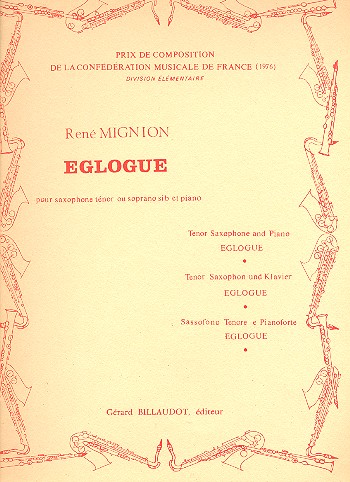 PRIX DE COMPOSITION
DE LA CONFEDERATION MUSICALE DE FRANCE (1976)
DIVISION ELEMENTAIRE
René MIGNION
EGLOGUE
pour saxophone ténor ou soprano sib et piano
Tenor Saxophone and Piano
EGLOGUE
Tenor Saxophon und Klavier
EGLOGUE
Sassofono Tenore e Pianoforte
EGLOGUE
Gérard BILLAUDOT, éditeur